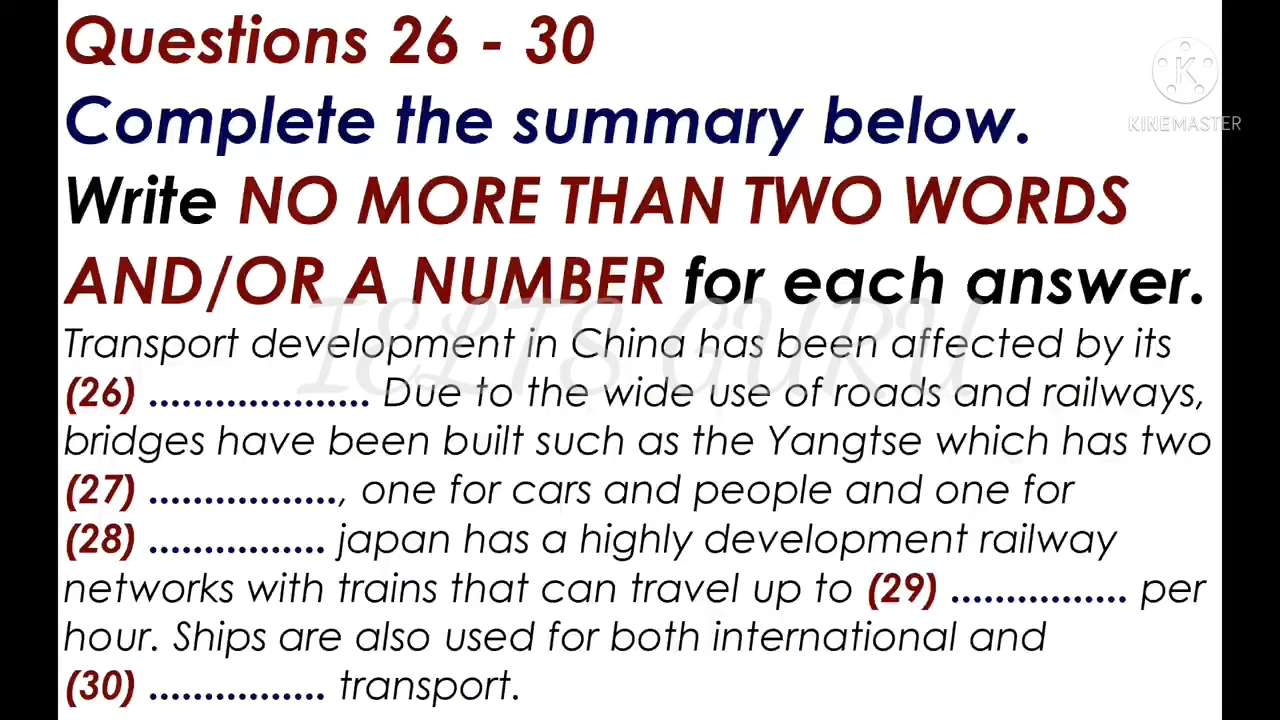 Questions 26 - 30
KINEMASTER
Complete the summary below.
Write NO MORE THAN TWO WORDS
AND/OR A NUMBER for each answer.
IELTS GURU
Transport development in China has been affected by its
(26) .................... Due to the wide use of roads and railways,
bridges have been built such as the Yangtse which has two
(27) ................., one for cars and people and one for
(28) ................ japan has a highly development railway
networks with trains that can travel up to (29) ................ per
hour. Ships are also used for both international and
(30) ................ transport.